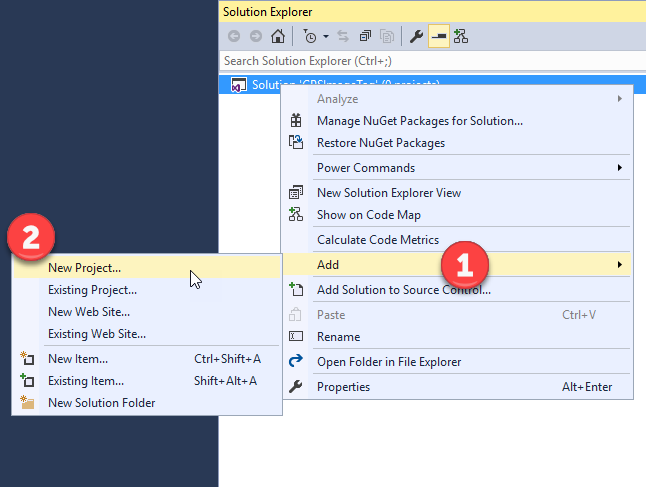 Solution Explorer
Search Solution Explorer (Ctrl+;)
Solution 'GPSImageTag' (0 projects)
Analyze
Manage NuGet Packages for Solution...
Restore NuGet Packages
Power Commands
New Solution Explorer View
Show on Code Map
Calculate Code Metrics
Add
1
Add Solution to Source Control...
Paste Ctrl+V
Rename
Open Folder in File Explorer
Properties Alt+Enter
2
New Project...
Existing Project...
New Web Site...
Existing Web Site...
New Item... Ctrl+Shift+A
Existing Item... Shift+Alt+A
New Solution Folder